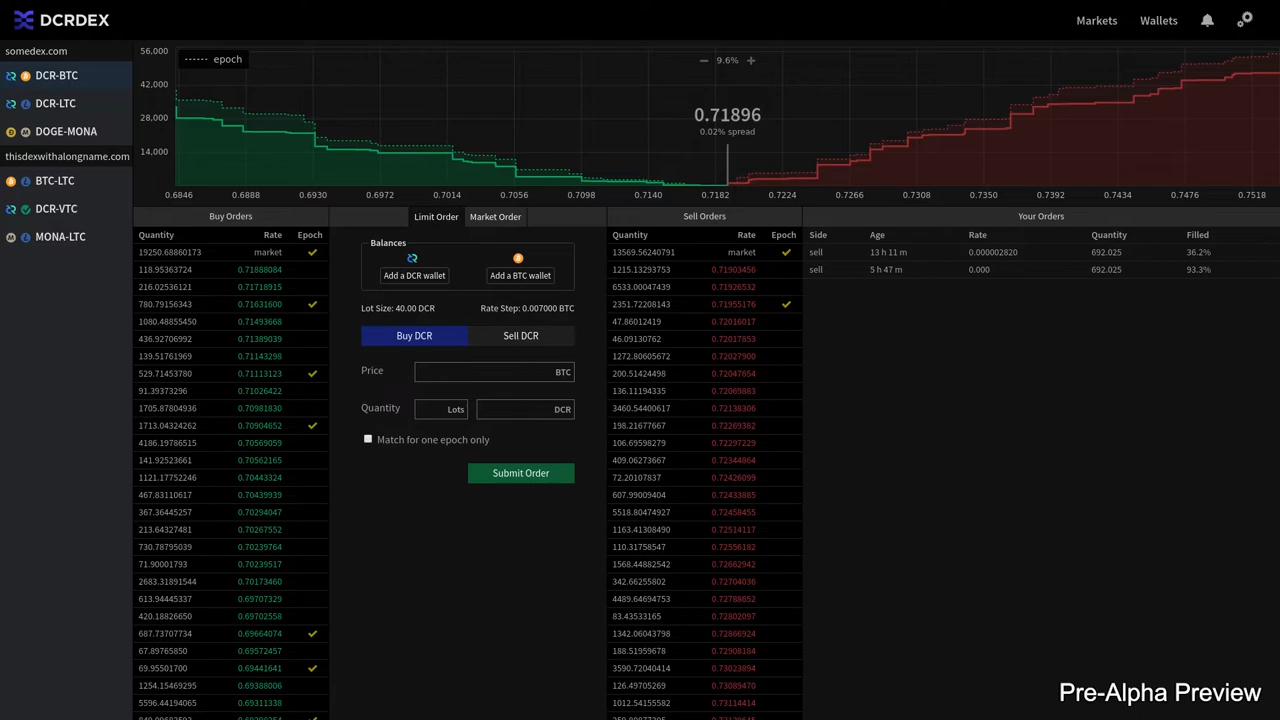 DCRDEX
Markets Wallets
somedex.com
DCR-BTC
DCR-LTC
DOGE-MONA
thisdexwithalongname.com
BTC-LTC
DCR-VTC
MONA-LTC
56,000
42,000
28,000
14,000
epoch
9.6%
0.71896
0.02% spread
0.6846 0.6888 0.6930 0.6972 0.7014 0.7056 0.7098 0.7140 0.7182 0.7224 0.7266 0.7308 0.7350 0.7392 0.7434 0.7476 0.7518
Buy Orders
Quantity Rate Epoch
19250.68860173 market ✓
118.95363724 0.71888084
216.02536121 0.71718915
780.79156343 0.71631600 ✓
1080.48855450 0.71493668
436.92706992 0.71389039
139.51761969 0.71143298
529.71453780 0.71113123 ✓
91.39373296 0.71026422
1705.87804936 0.70981830
1713.04324262 0.70904652 ✓
4186.19786515 0.70569059
141.92523661 0.70562165
1121.17752246 0.70443324
467.83110617 0.70439939
367.36445257 0.70294047
213.64327481 0.70267552
730.78795039 0.70239764
71.90001793 0.70239517
2683.31891544 0.70173460
613.94445337 0.69707329
420.18826650 0.69702558
687.73707734 0.69664074 ✓
67.89765850 0.69572457
69.95501700 0.69441641 ✓
1254.15469295 0.69388006
5596.44194065 0.69311338
Limit Order Market Order
Balances
Add a DCR wallet Add a BTC wallet
Lot Size: 40.00 DCR Rate Step: 0.007000 BTC
Buy DCR Sell DCR
Price BTC
Quantity Lots DCR
Match for one epoch only
Submit Order
Sell Orders
Quantity Rate Epoch
13569.56240791 market ✓
1215.13293753 0.71903456
6533.00047439 0.71926532
2351.72208143 0.71955176 ✓
47.86012419 0.72016017
46.09130762 0.72017853
1272.80605672 0.72027900
200.51424498 0.72047654
136.11194335 0.72069883
3460.54400617 0.72138306
198.21677667 0.72269382
106.69598279 0.72297229
409.06273667 0.72344864
72.20107837 0.72426099
607.99009404 0.72433885
5518.80474927 0.72458455
1163.41308490 0.72514117
110.31758547 0.72556182
1568.44882542 0.72662942
342.66255802 0.72704036
4489.64694753 0.72788652
83.43533165 0.72802097
1342.06043798 0.72866924
188.51959678 0.72908184
3590.72040414 0.73023894
126.49705269 0.73089470
1012.54155582 0.73114414
Your Orders
Side Age Rate Quantity Filled
sell 13 h 11 m 0.000002820 692.025 36.2%
sell 5 h 47 m 0.000 692.025 93.3%
Pre-Alpha Preview